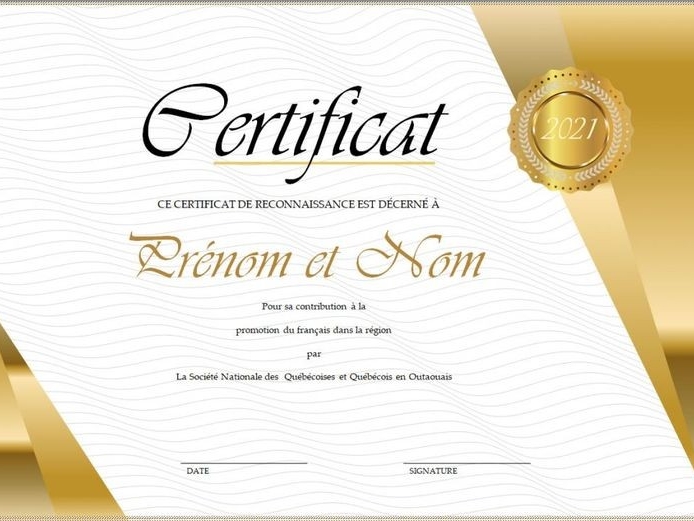 2021
Certificat
CE CERTIFICAT DE RECONNAISSANCE EST DÉCERNÉ À
Prénom et Nom
Pour sa contribution à la
promotion du français dans la région
par
La Société Nationale des Québécoises et Québécois en Outaouais
DATE
SIGNATURE